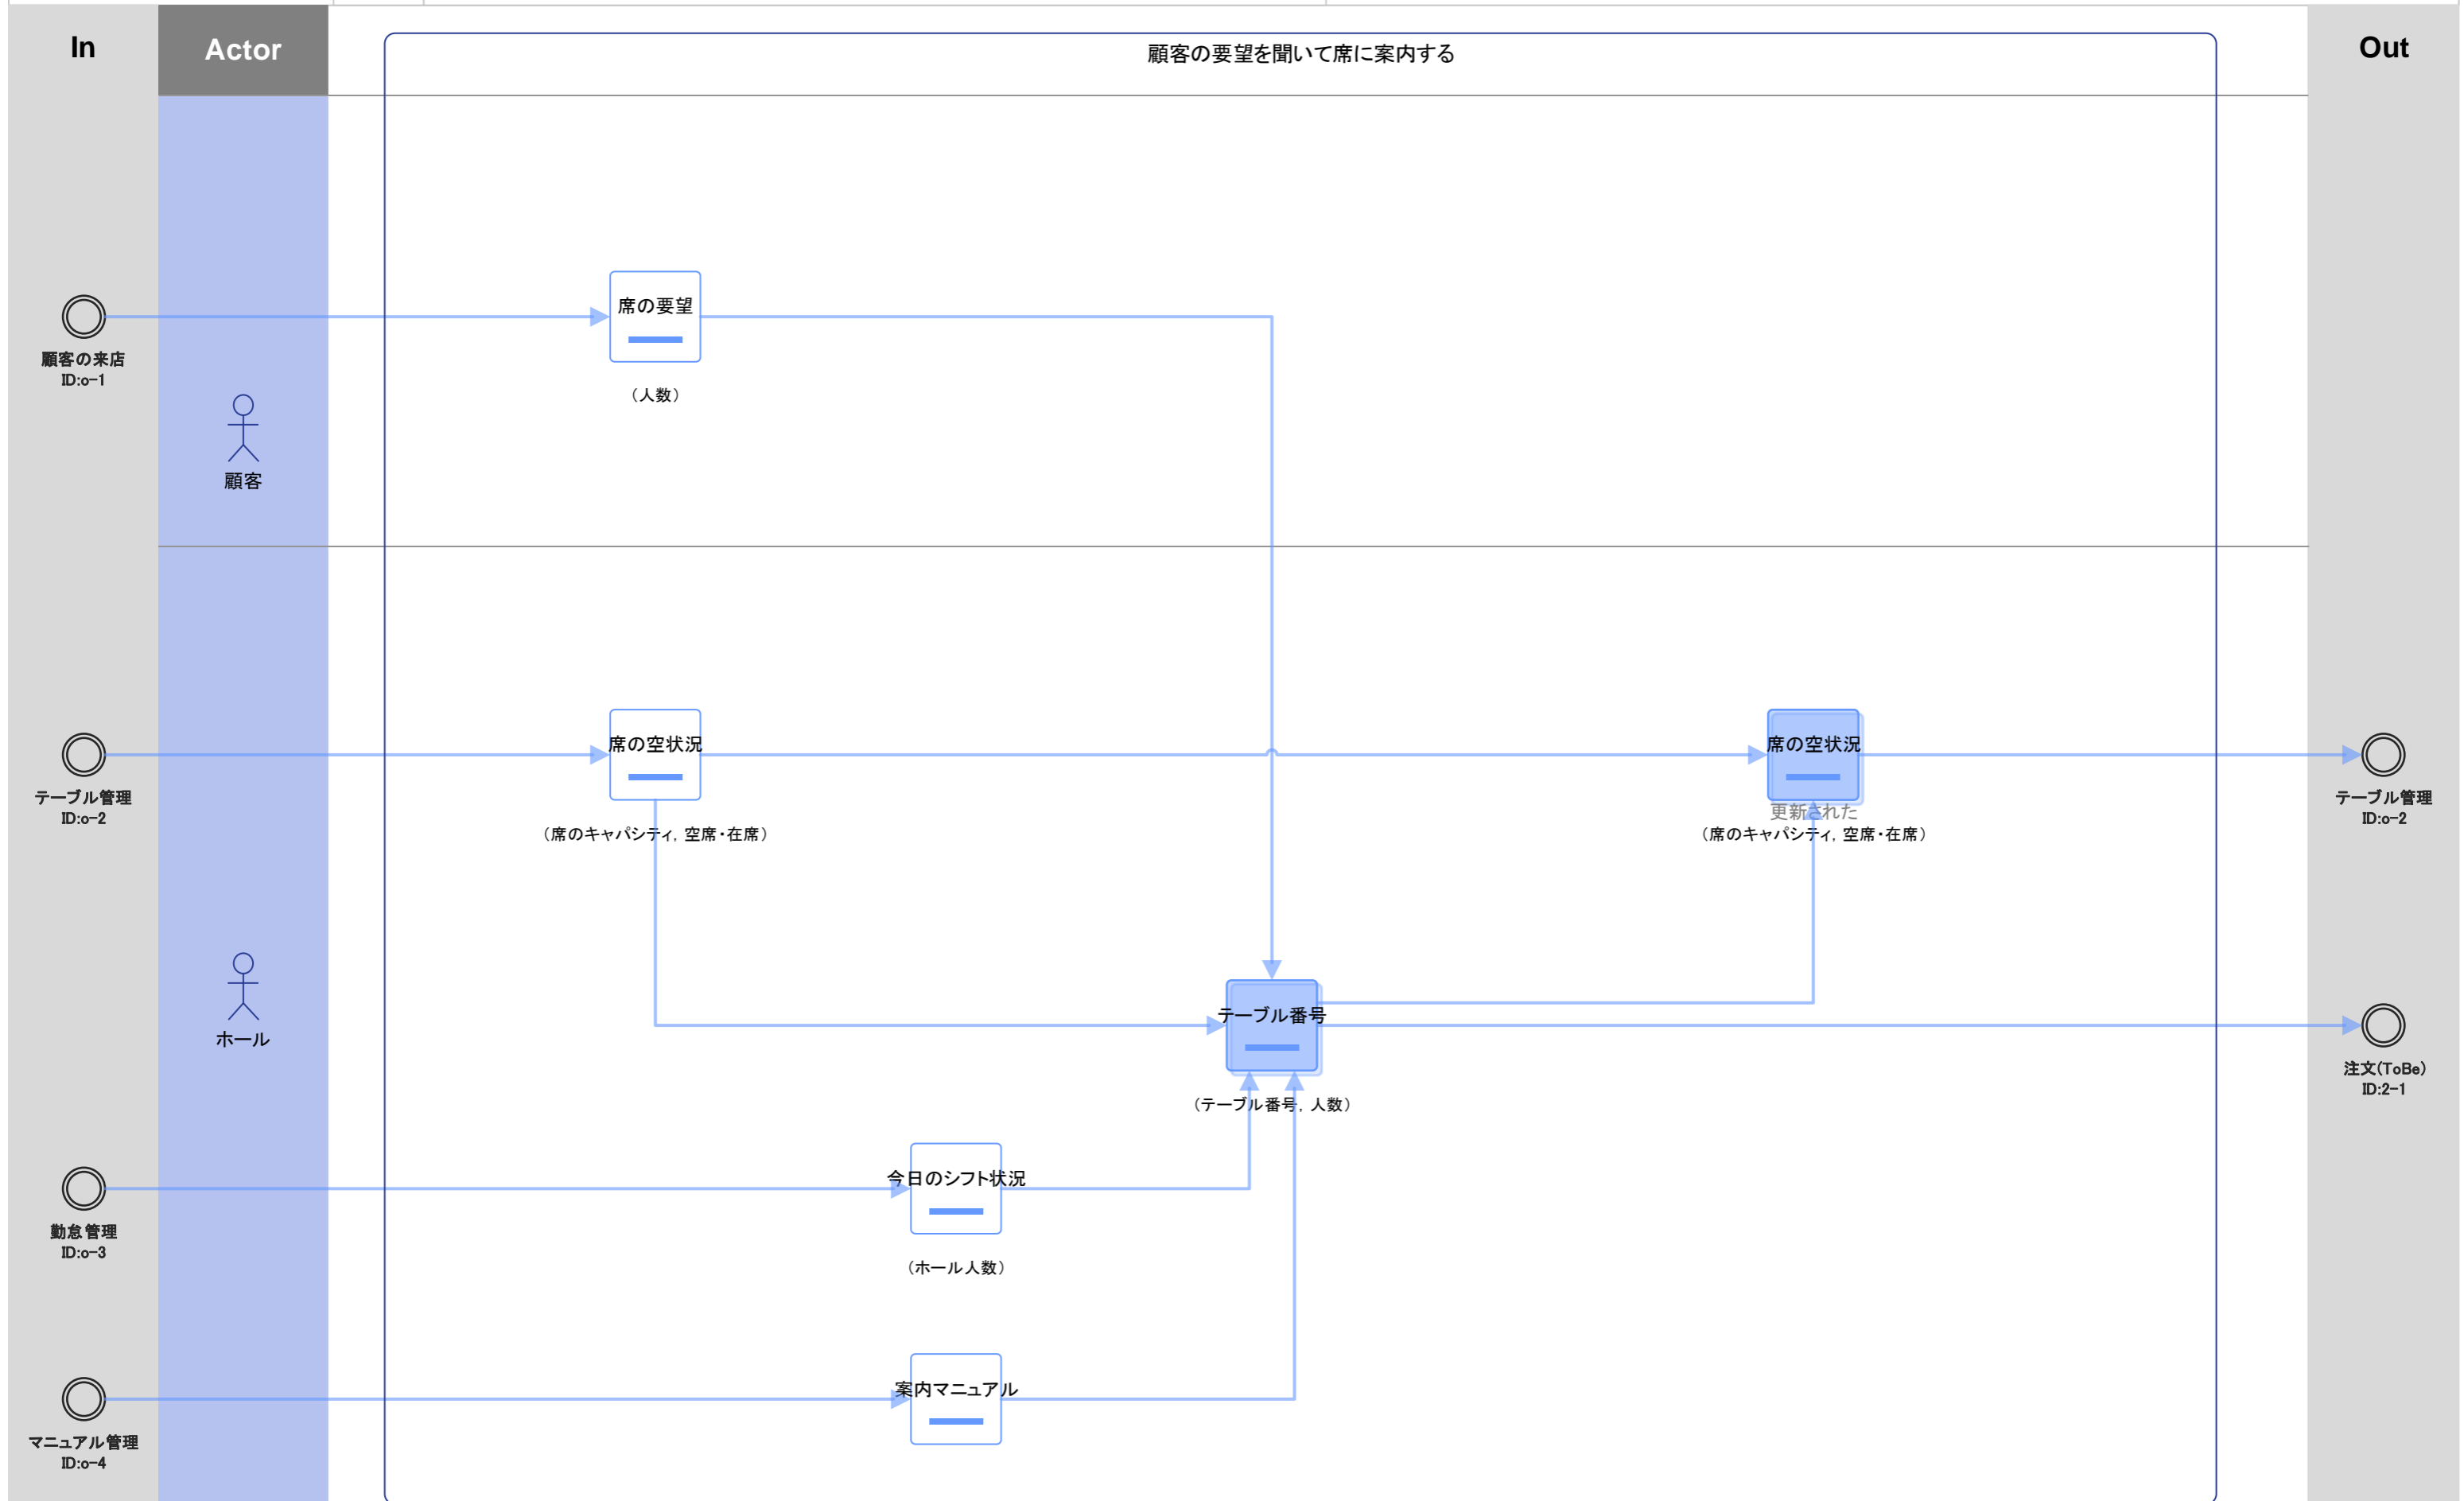 In
Actor
顧客の要望を聞いて席に案内する
Out
席の要望
（人数）
顧客の来店
ID:o-1
顧客
席の空状況
（席のキャパシティ, 空席・在席）
席の空状況
更新された
（席のキャパシティ, 空席・在席）
テーブル管理
ID:o-2
テーブル管理
ID:o-2
ホール
テーブル番号
（テーブル番号, 人数）
注文(ToBe)
ID:2-1
今日のシフト状況
（ホール人数）
勤怠管理
ID:o-3
案内マニュアル
マニュアル管理
ID:o-4